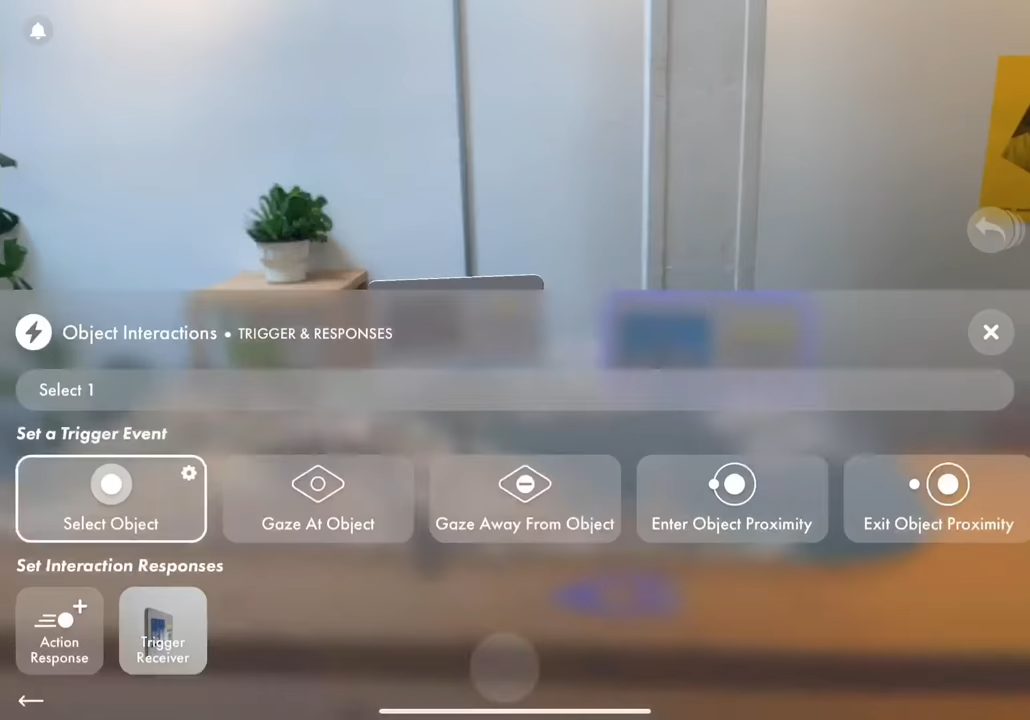 Object Interactions • TRIGGER & RESPONSES
Select 1
Set a Trigger Event
Select Object
Gaze At Object
Gaze Away From Object
Enter Object Proximity
Exit Object Proximity
Set Interaction Responses
Action
Response
Trigger
Receiver